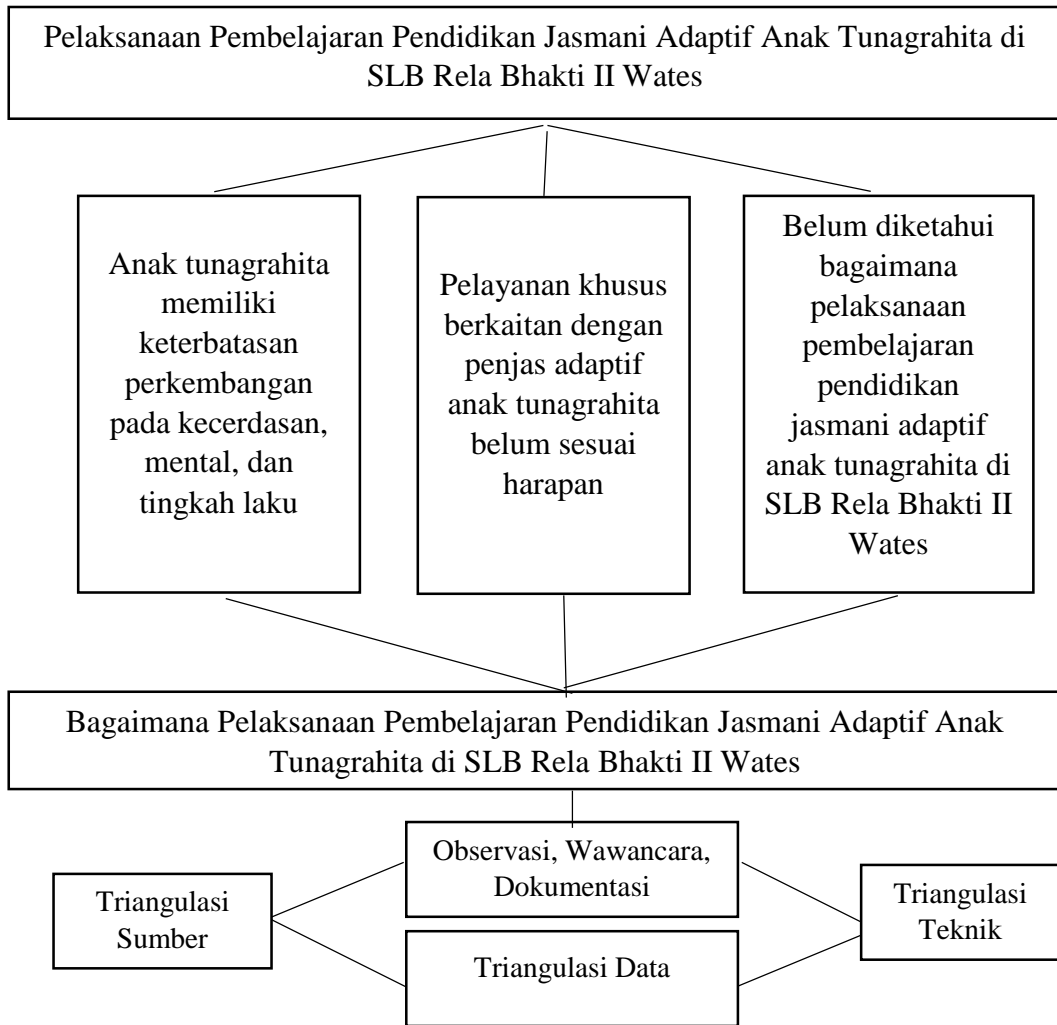 Pelaksanaan Pembelajaran Pendidikan Jasmani Adaptif Anak Tunagrahita di
SLB Rela Bhakti II Wates
Anak tunagrahita
memiliki
keterbatasan
perkembangan
pada kecerdasan,
mental, dan
tingkah laku
Pelayanan khusus
berkaitan dengan
penjas adaptif
anak tunagrahita
belum sesuai
harapan
Belum diketahui
bagaimana
pelaksanaan
pembelajaran
pendidikan
jasmani adaptif
anak tunagrahita di
SLB Rela Bhakti II
Wates
Bagaimana Pelaksanaan Pembelajaran Pendidikan Jasmani Adaptif Anak
Tunagrahita di SLB Rela Bhakti II Wates
Observasi, Wawancara,
Dokumentasi
Triangulasi
Sumber
Triangulasi
Teknik
Triangulasi Data